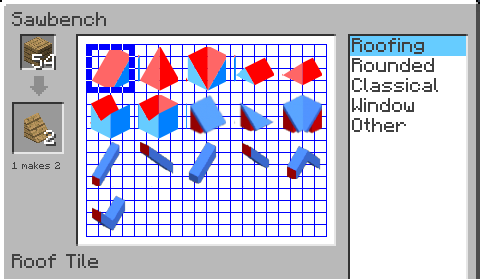 Sawbench
54
2
1 makes 2
Roofing
Rounded
Classical
Window
Other
Roof Tile